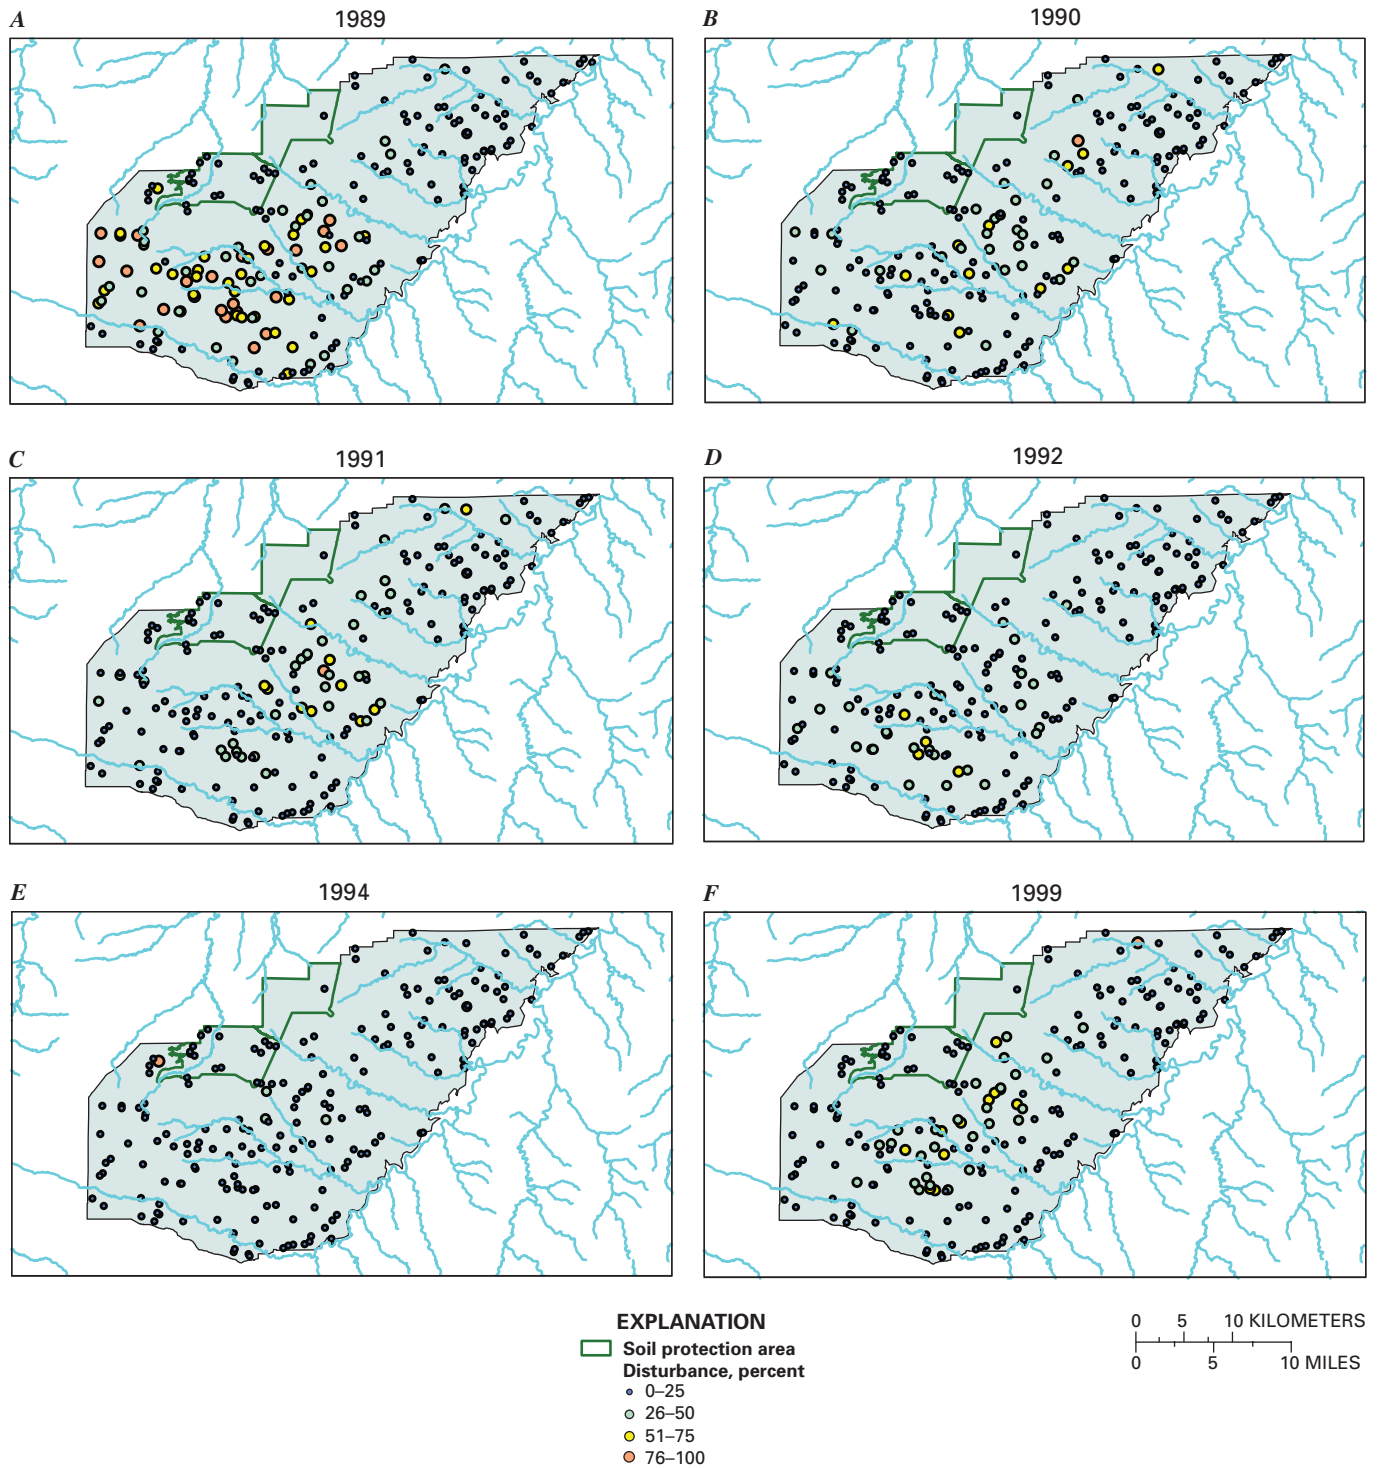 A
1989
B
1990
C
1991
D
1992
E
1994
F
1999
EXPLANATION
Soil protection area
Disturbance, percent
0–25
26–50
51–75
76–100
0 5 10 KILOMETERS
0 5 10 MILES